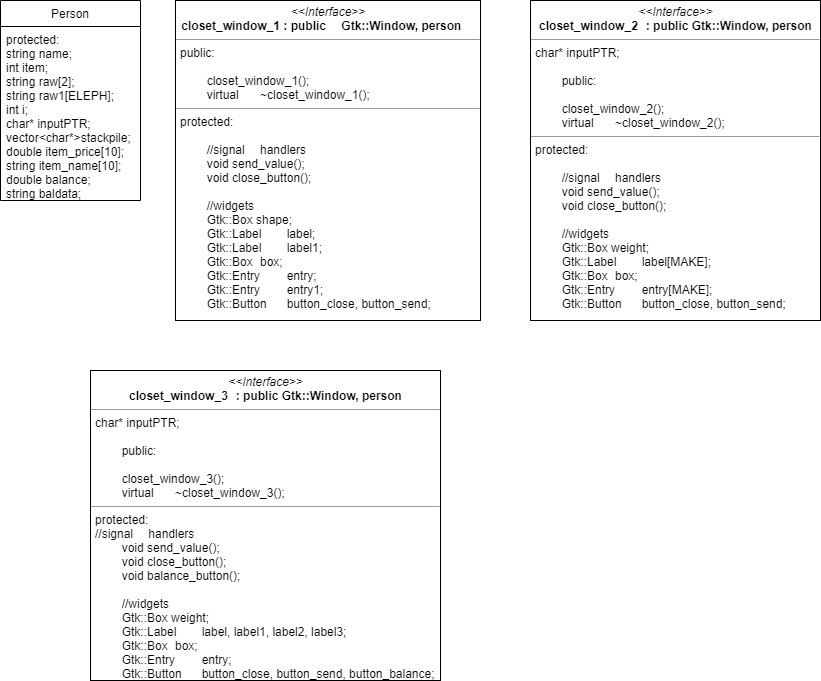 Person
protected:
string name;
int item;
string raw[2];
string raw1[ELEPH];
int i;
char* inputPTR;
vector<char*>stackpile;
double item_price[10];
string item_name[10];
double balance;
string baldata;
<<Interface>>
closet_window_1 : public Gtk::Window, person
public:
closet_window_1();
virtual ~closet_window_1();
protected:
//signal handlers
void send_value();
void close_button();
//widgets
Gtk::Box shape;
Gtk::Label label;
Gtk::Label label1;
Gtk::Box box;
Gtk::Entry entry;
Gtk::Entry entry1;
Gtk::Button button_close, button_send;
<<Interface>>
closet_window_2 : public Gtk::Window, person
char* inputPTR;
public:
closet_window_2();
virtual ~closet_window_2();
protected:
//signal handlers
void send_value();
void close_button();
//widgets
Gtk::Box weight;
Gtk::Label label[MAKE];
Gtk::Box box;
Gtk::Entry entry[MAKE];
Gtk::Button button_close, button_send;
<<Interface>>
closet_window_3 : public Gtk::Window, person
char* inputPTR;
public:
closet_window_3();
virtual ~closet_window_3();
protected:
//signal handlers
void send_value();
void close_button();
void balance_button();
//widgets
Gtk::Box weight;
Gtk::Label label, label1, label2, label3;
Gtk::Box box;
Gtk::Entry entry;
Gtk::Button button_close, button_send, button_balance;